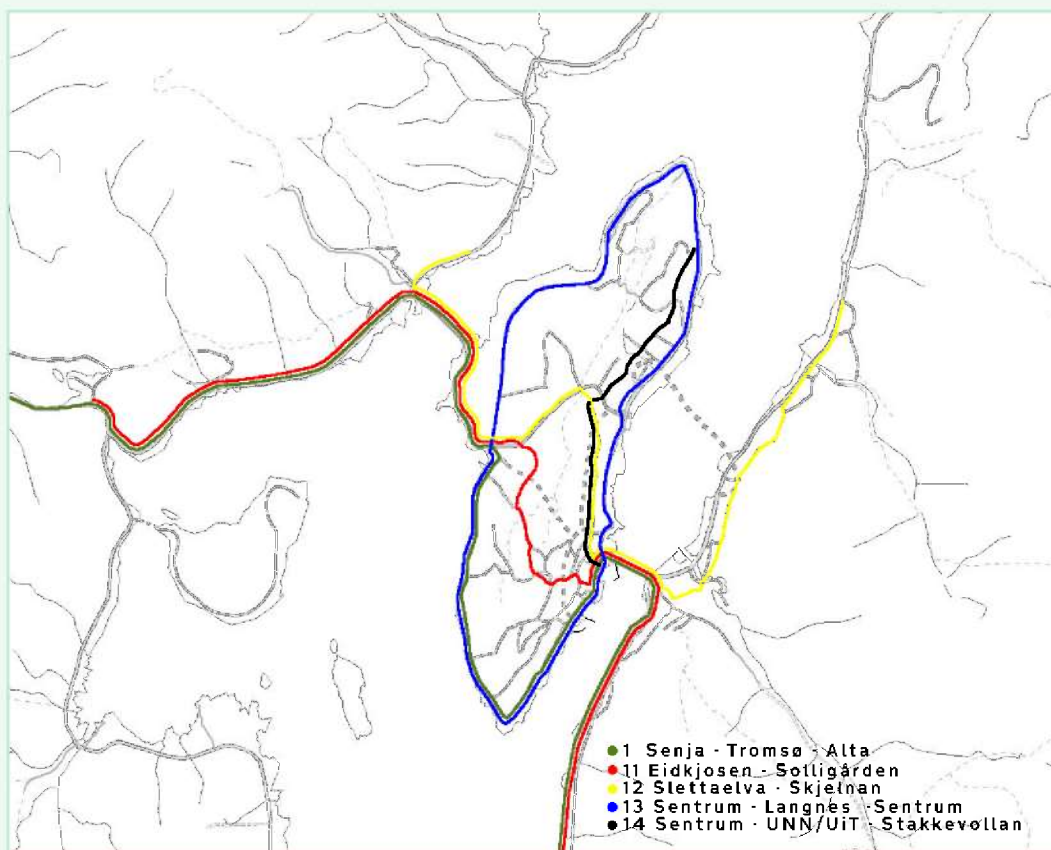 1 Senja - Tromsø - Alta
11 Eidkjosen - Solligården
12 Slettaelva - Skjelnan
13 Sentrum - Langnes - Sentrum
14 Sentrum - UNN/UiT - Stakkevollan